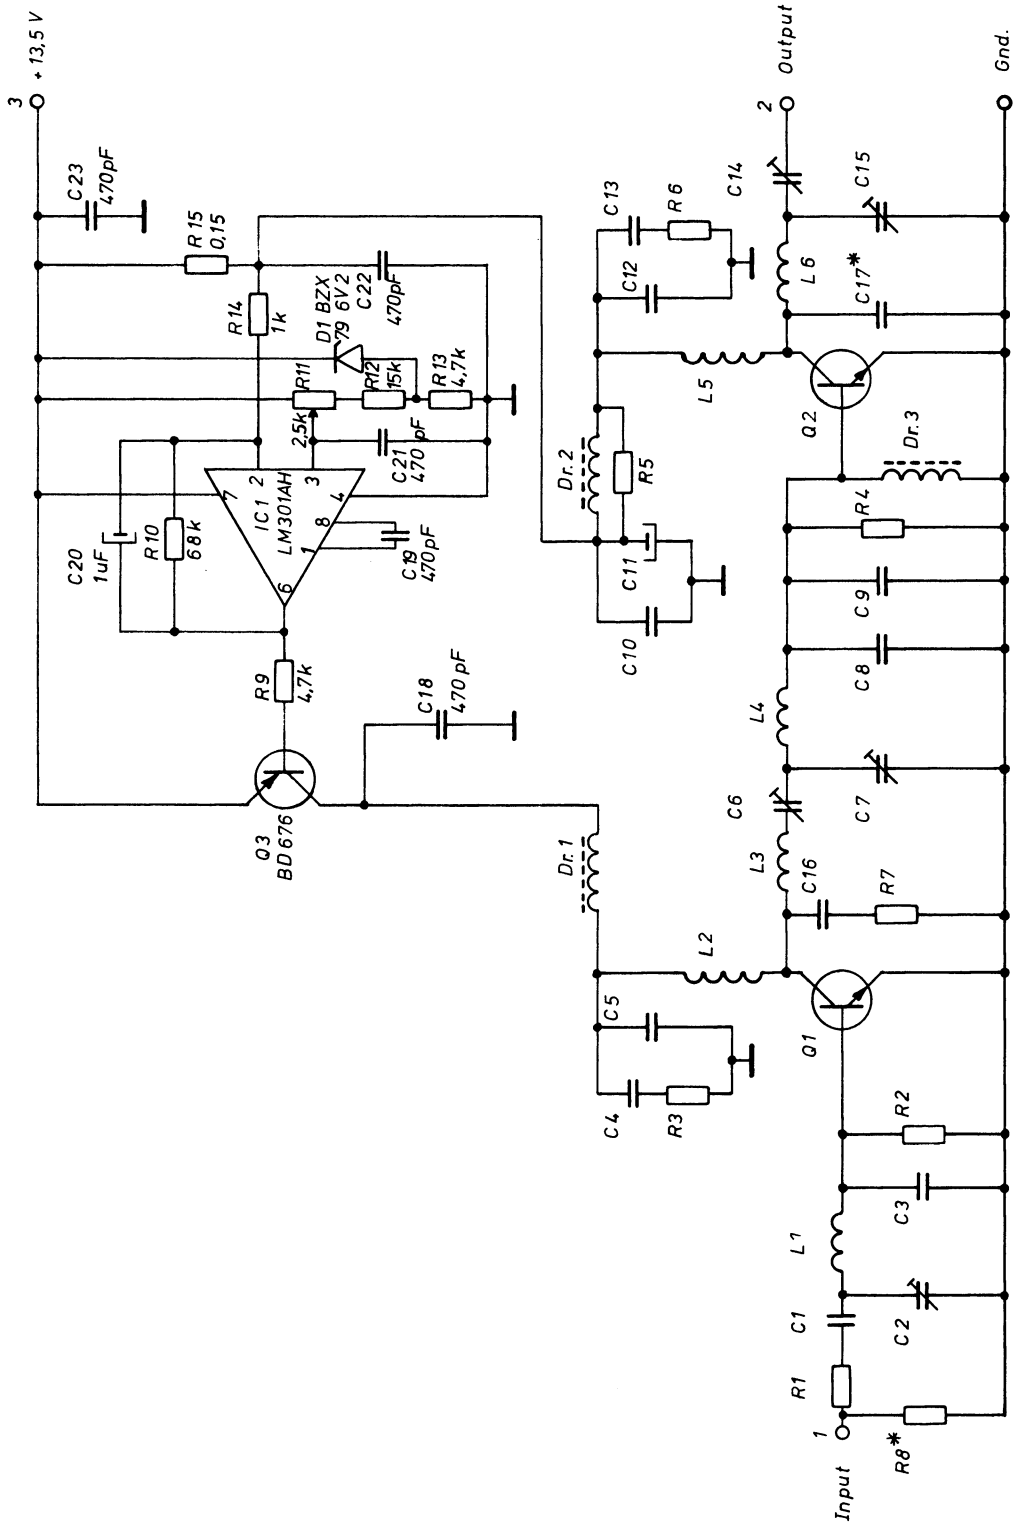 3
+ 13,5 V
C23
470pF
R15
0,15
R14
1k
D1 BZX
79 6V2
C22
470pF
R11
2,5k
R12
15k
R13
4,7k
C21
470 pF
C20
1uF
R10
68k
IC1
LM301AH
7
2
3
4
8
1
6
C19
470pF
R9
4,7k
C18
470pF
Q3
BD676
Dr.1
C10
C11
R5
Dr.2
C12
C13
R6
L5
C4
R3
C5
L2
Input
1
R8*
R1
C1
C2
L1
C3
R2
Q1
C16
R7
L3
C6
C7
L4
C8
C9
R4
Dr.3
Q2
L6
C17*
C14
C15
2
Output
Gnd.